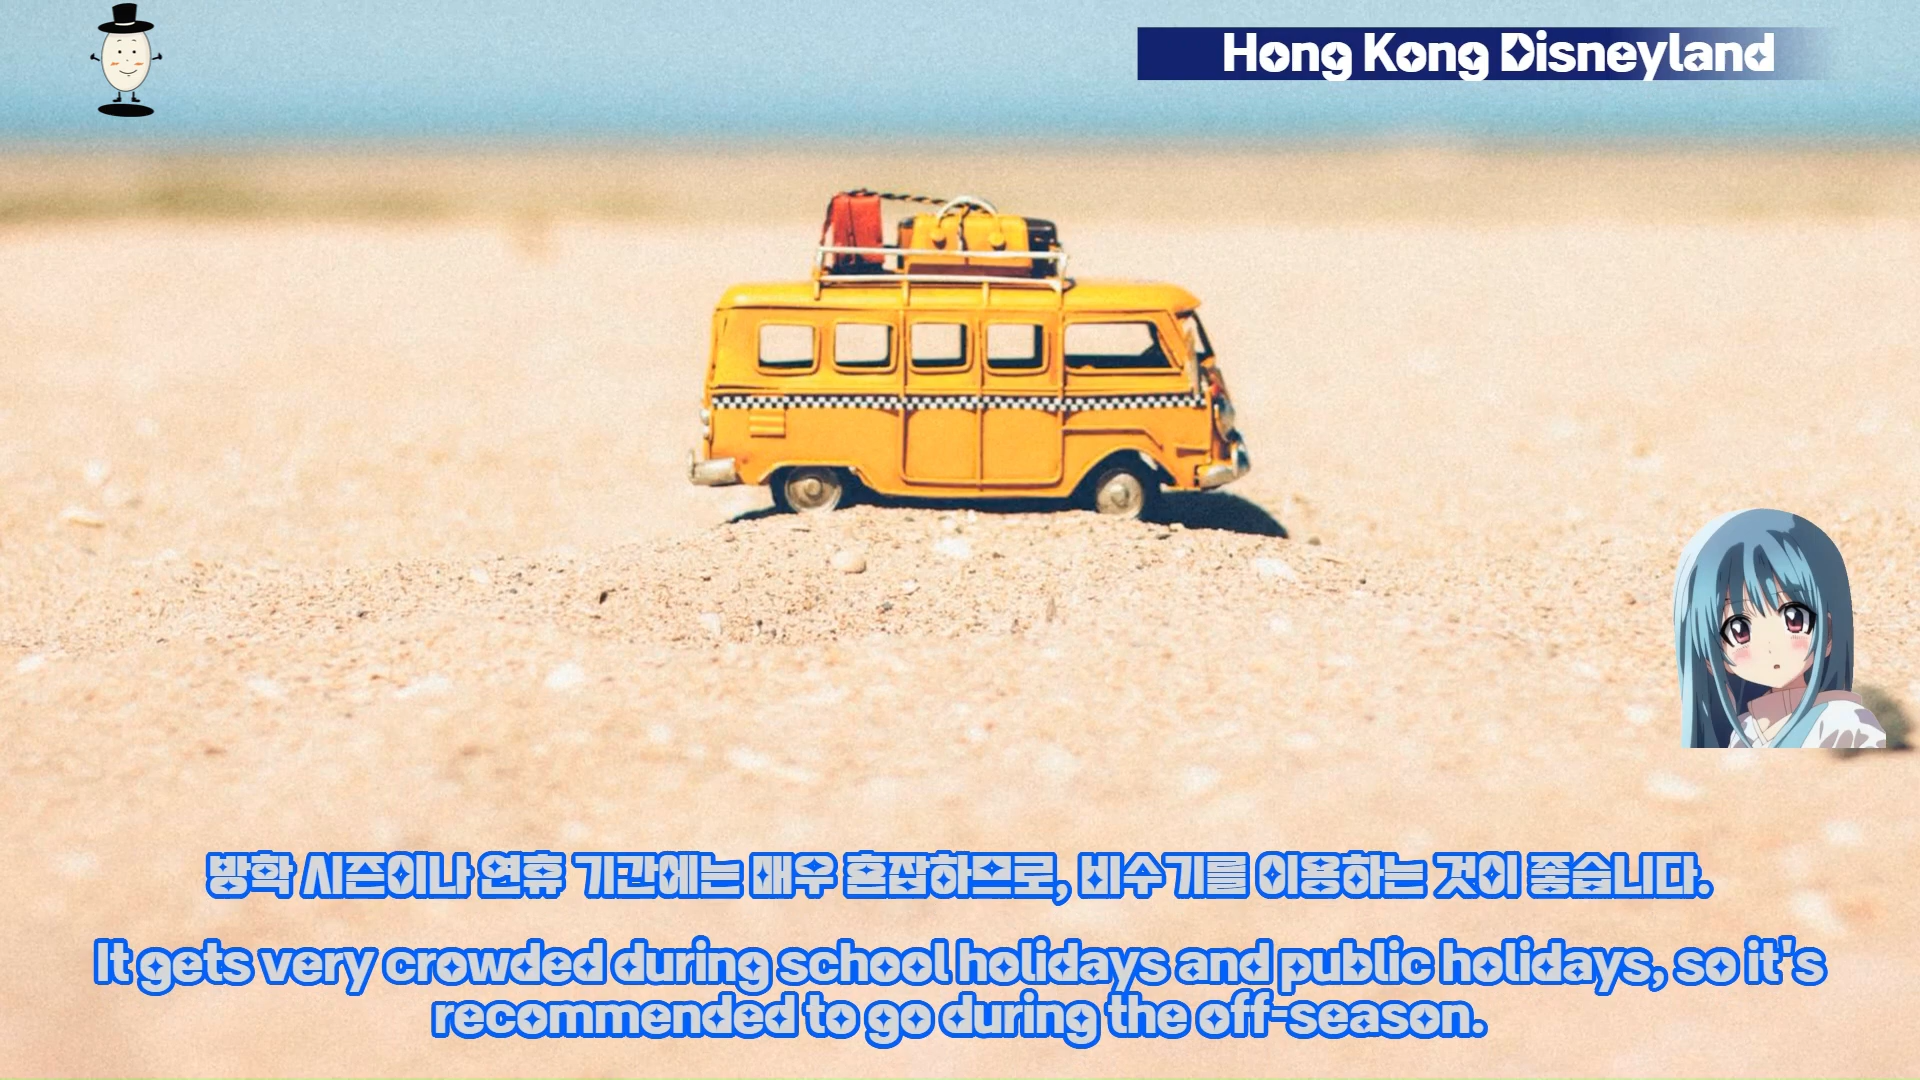 Hong Kong Disneyland
방학 시즌이나 연휴 기간에는 매우 혼잡하므로, 비수기를 이용하는 것이 좋습니다.
It gets very crowded during school holidays and public holidays, so it's
recommended to go during the off-season.